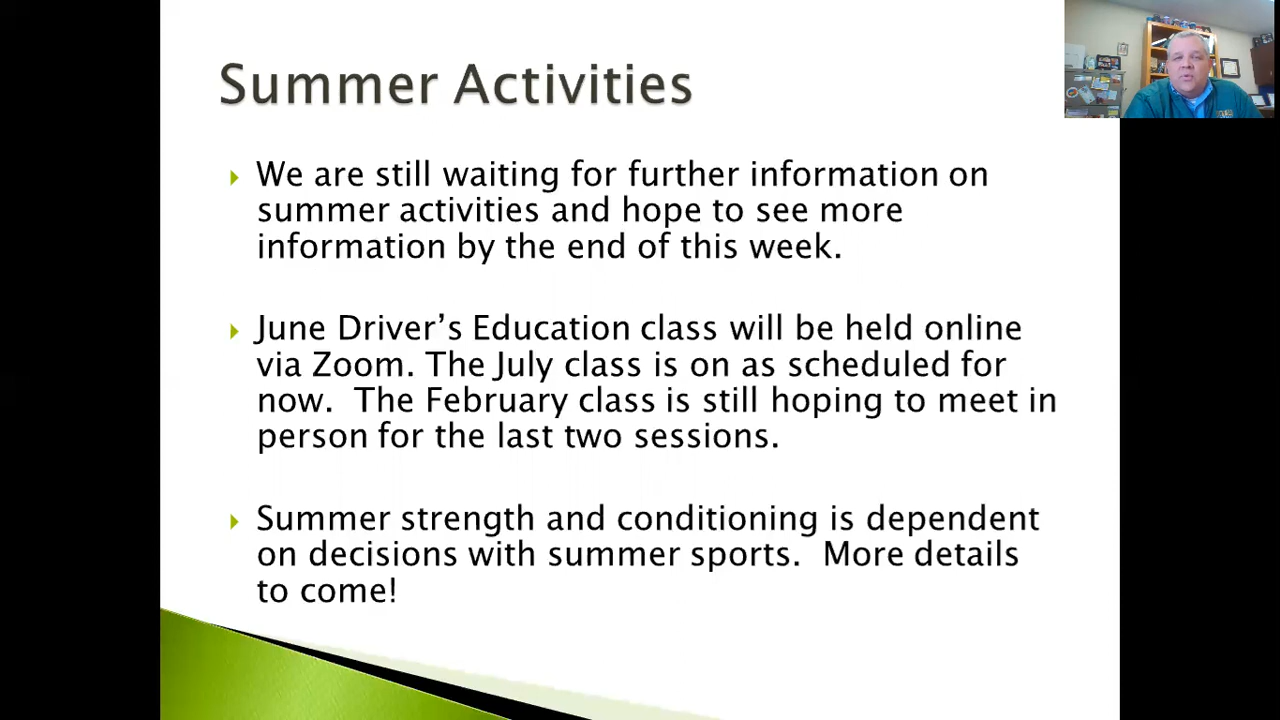 Summer Activities
We are still waiting for further information on
summer activities and hope to see more
information by the end of this week.
June Driver’s Education class will be held online
via Zoom. The July class is on as scheduled for
now.  The February class is still hoping to meet in
person for the last two sessions.
Summer strength and conditioning is dependent
on decisions with summer sports.  More details
to come!